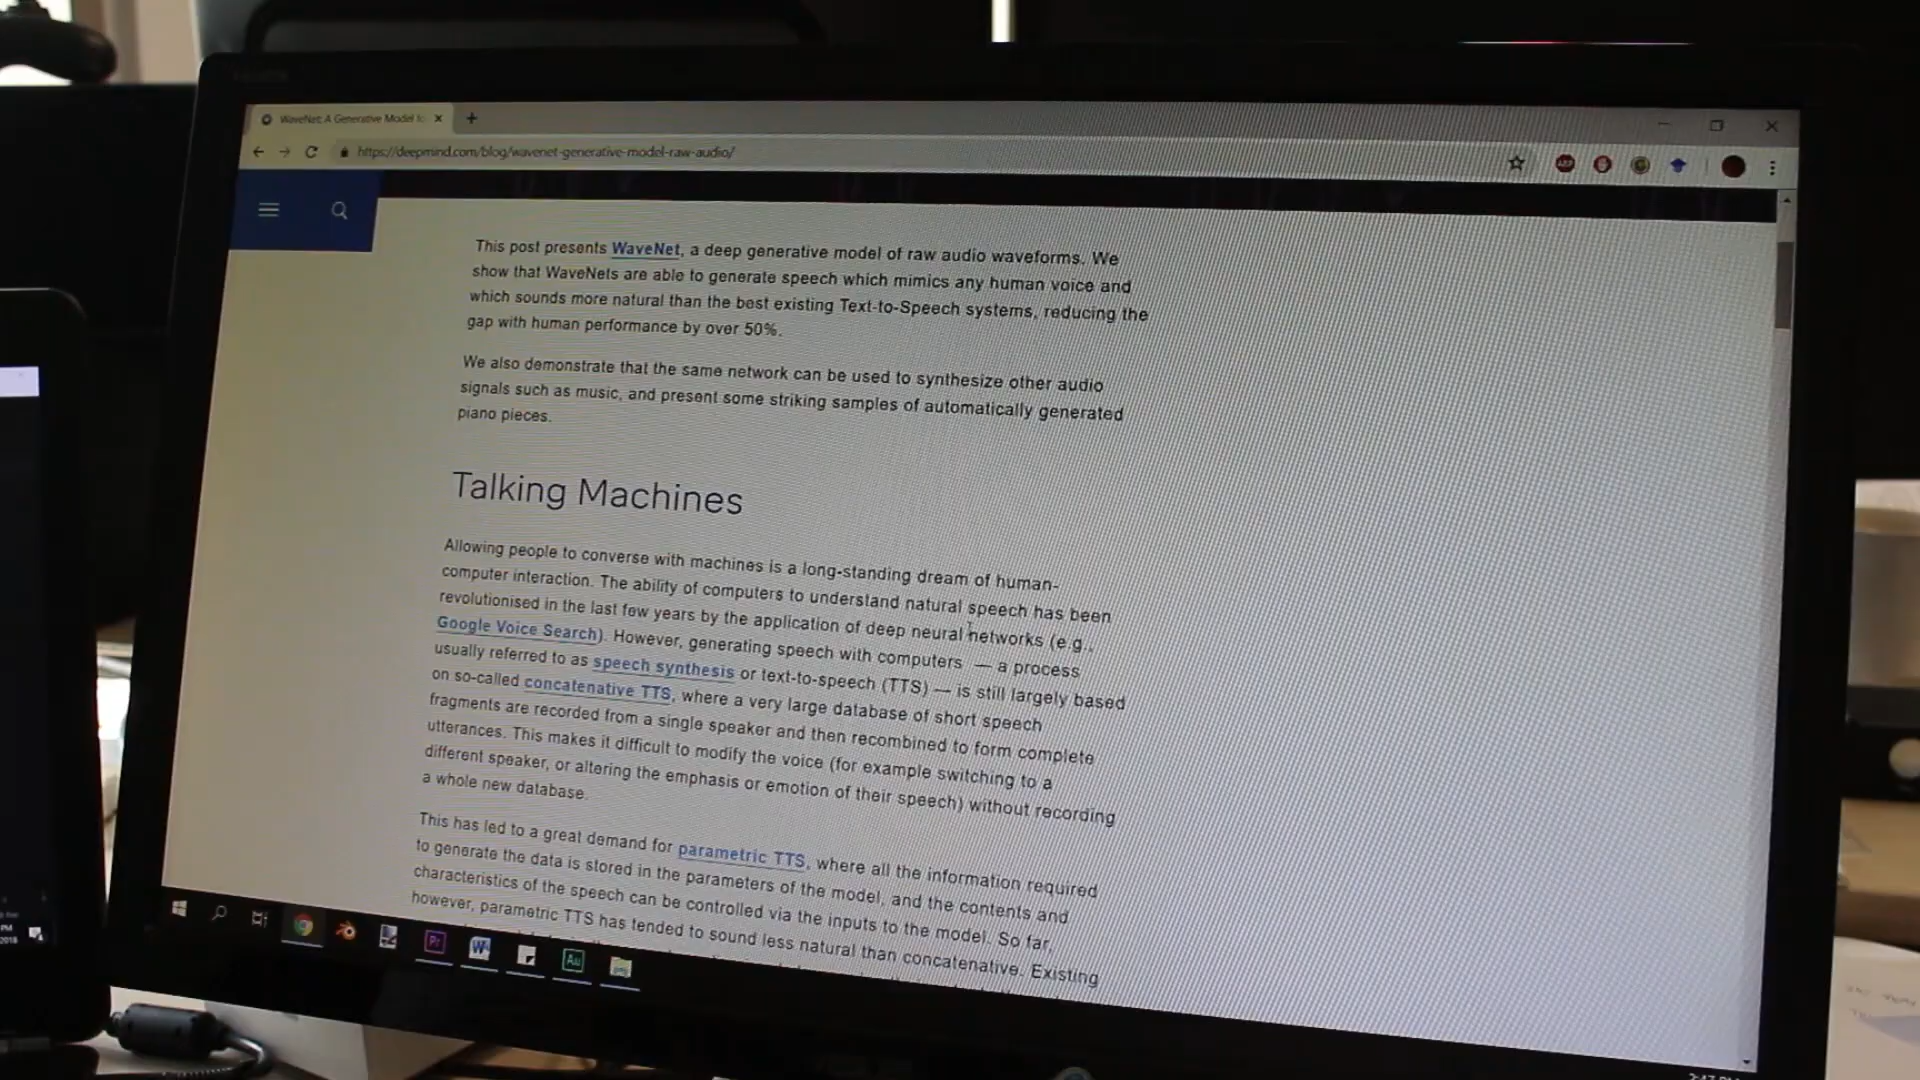 WaveNet: A Generative Model fo
https://deepmind.com/blog/wavenet-generative-model-raw-audio/
ABP
This post presents WaveNet, a deep generative model of raw audio waveforms. We
show that WaveNets are able to generate speech which mimics any human voice and
which sounds more natural than the best existing Text-to-Speech systems, reducing the
gap with human performance by over 50%.
We also demonstrate that the same network can be used to synthesize other audio
signals such as music, and present some striking samples of automatically generated
piano pieces.
Talking Machines
Allowing people to converse with machines is a long-standing dream of human-
computer interaction. The ability of computers to understand natural speech has been
revolutionised in the last few years by the application of deep neural networks (e.g.,
Google Voice Search). However, generating speech with computers — a process
usually referred to as speech synthesis or text-to-speech (TTS) — is still largely based
on so-called concatenative TTS, where a very large database of short speech
fragments are recorded from a single speaker and then recombined to form complete
utterances. This makes it difficult to modify the voice (for example switching to a
different speaker, or altering the emphasis or emotion of their speech) without recording
a whole new database.
This has led to a great demand for parametric TTS, where all the information required
to generate the data is stored in the parameters of the model, and the contents and
characteristics of the speech can be controlled via the inputs to the model. So far,
however, parametric TTS has tended to sound less natural than concatenative. Existing
Pr
W
Au
PM
2018